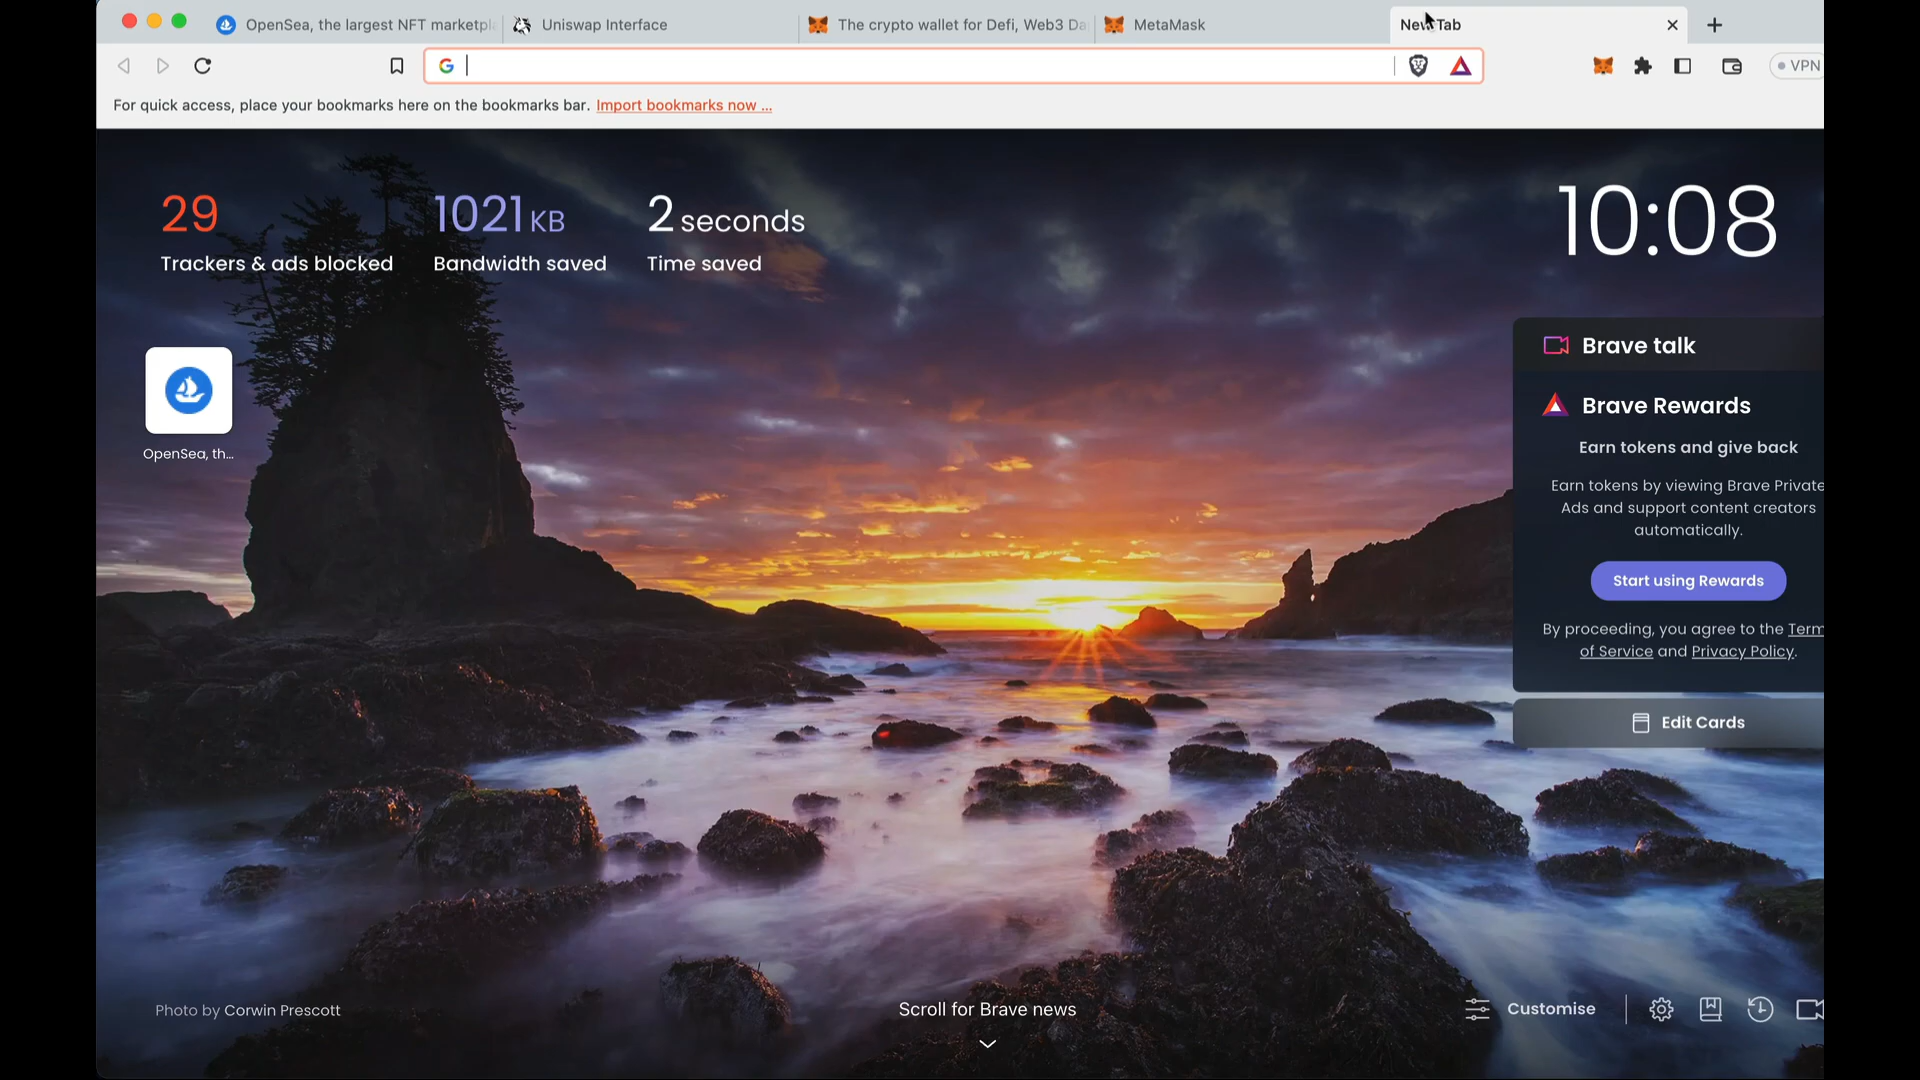 OpenSea, the largest NFT marketpl
Uniswap Interface
The crypto wallet for Defi, Web3 Da
MetaMask
New Tab
VPN
For quick access, place your bookmarks here on the bookmarks bar. Import bookmarks now ...
29
Trackers & ads blocked
1021 KB
Bandwidth saved
2 seconds
Time saved
10:08
OpenSea, th...
Brave talk
Brave Rewards
Earn tokens and give back
Earn tokens by viewing Brave Private
Ads and support content creators
automatically.
Start using Rewards
By proceeding, you agree to the Term
of Service and Privacy Policy.
Edit Cards
Photo by Corwin Prescott
Scroll for Brave news
Customise